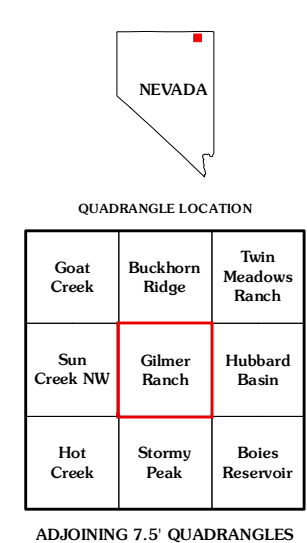 NEVADA
QUADRANGLE LOCATION
Goat
Creek
Buckhorn
Ridge
Twin
Meadows
Ranch
Sun
Creek NW
Gilmer
Ranch
Hubbard
Basin
Hot
Creek
Stormy
Peak
Boies
Reservoir
ADJOINING 7.5' QUADRANGLES